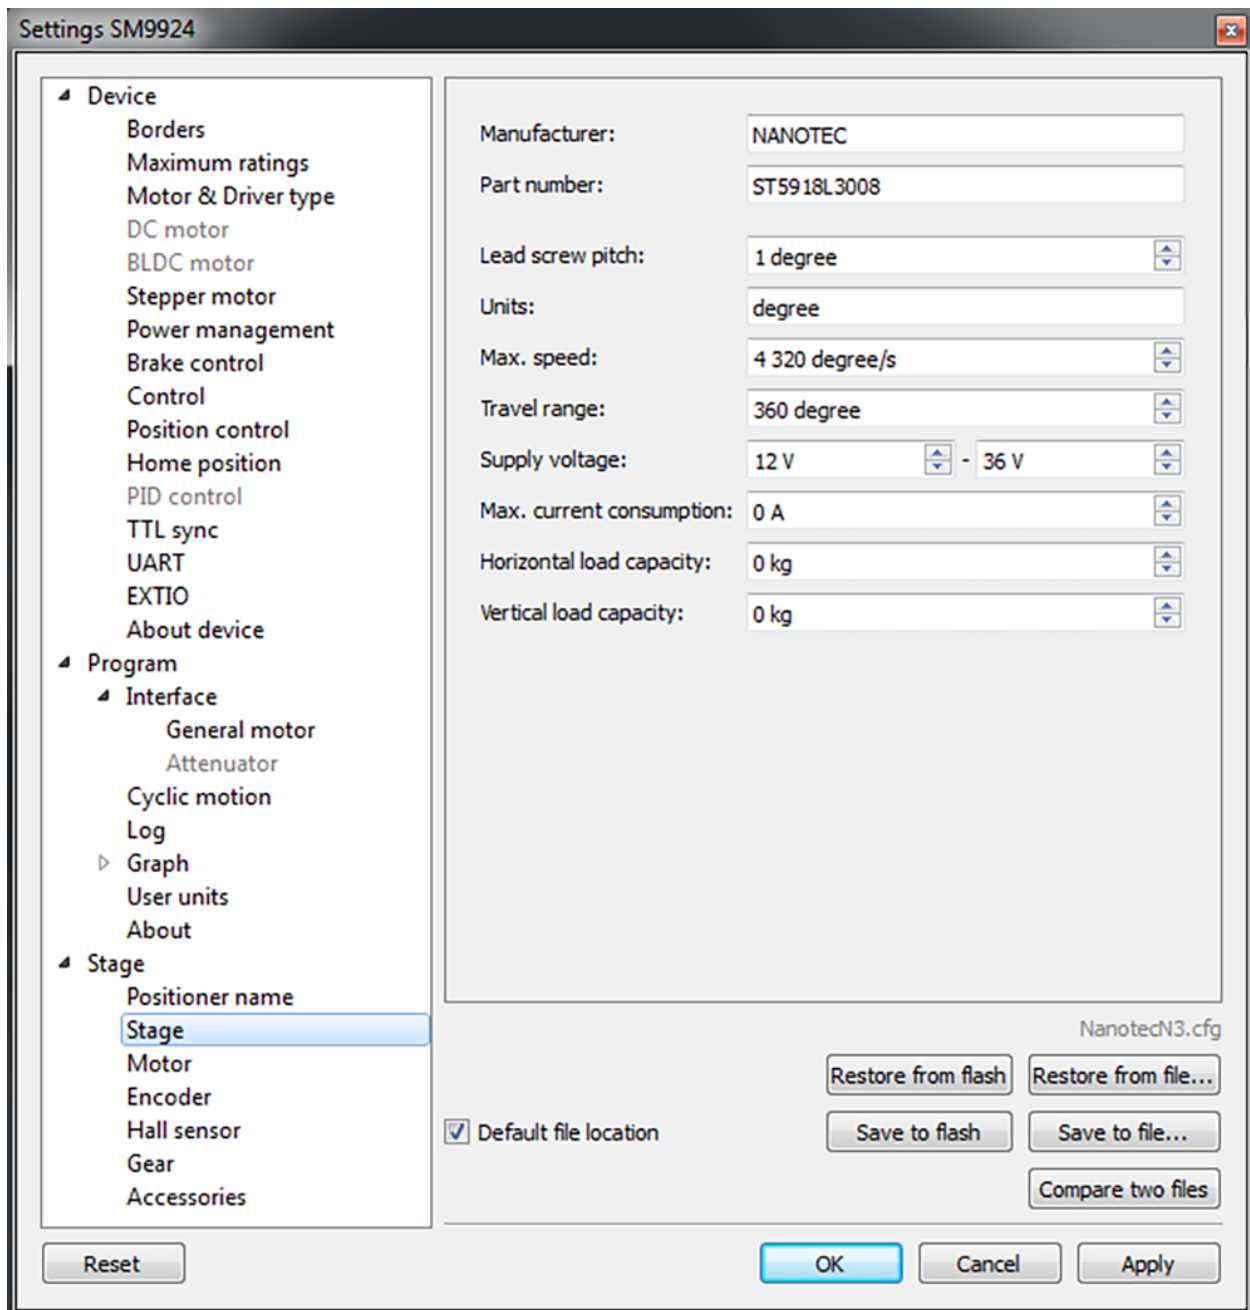 Settings SM9924
Device
Borders
Maximum ratings
Motor & Driver type
DC motor
BLDC motor
Stepper motor
Power management
Brake control
Control
Position control
Home position
PID control
TTL sync
UART
EXTIO
About device
Program
Interface
General motor
Attenuator
Cyclic motion
Log
Graph
User units
About
Stage
Positioner name
Stage
Motor
Encoder
Hall sensor
Gear
Accessories
Manufacturer: NANOTEC
Part number: ST5918L3008
Lead screw pitch: 1 degree
Units: degree
Max. speed: 4 320 degree/s
Travel range: 360 degree
Supply voltage: 12 V - 36 V
Max. current consumption: 0 A
Horizontal load capacity: 0 kg
Vertical load capacity: 0 kg
NanotecN3.cfg
Restore from flash Restore from file...
Default file location Save to flash Save to file...
Compare two files
Reset OK Cancel Apply